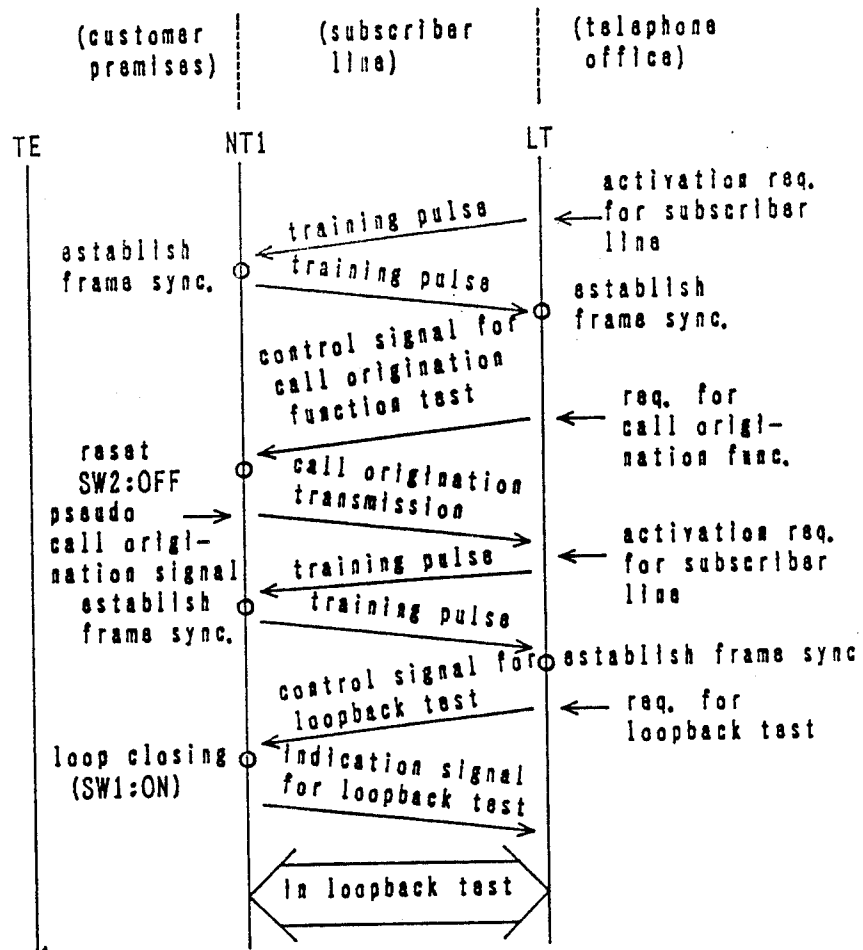 (customer
premises)
(subscriber
line)
(telephone
office)
TE
NT1
LT
activation req.
for subscriber
line
training pulse
establish
frame sync.
training pulse
establish
frame sync.
control signal for
call origination
function test
req. for
call origi-
nation func.
reset
SW2:OFF
call origination
transmission
pseudo
call origi-
nation signal
activation req.
for subscriber
line
training pulse
establish
frame sync.
training pulse
establish frame sync
control signal for
loopback test
req. for
loopback test
loop closing
(SW1:ON)
indication signal
for loopback test
in loopback test